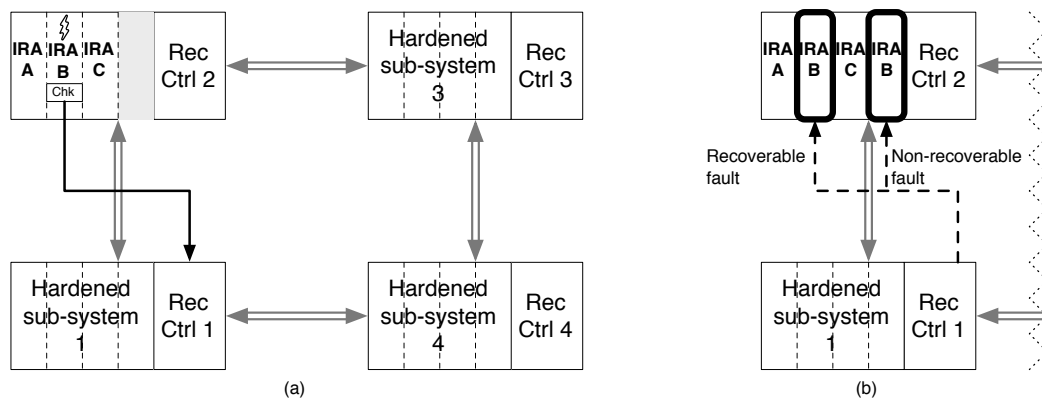 IRA
A
IRA
B
Chk
IRA
C
Rec
Ctrl 2
Hardened
sub-system
3
Rec
Ctrl 3
Hardened
sub-system
1
Rec
Ctrl 1
Hardened
sub-system
4
Rec
Ctrl 4
(a)
IRA
A
IRA
B
IRA
C
IRA
B
Rec
Ctrl 2
Recoverable
fault
Non-recoverable
fault
Hardened
sub-system
1
Rec
Ctrl 1
(b)